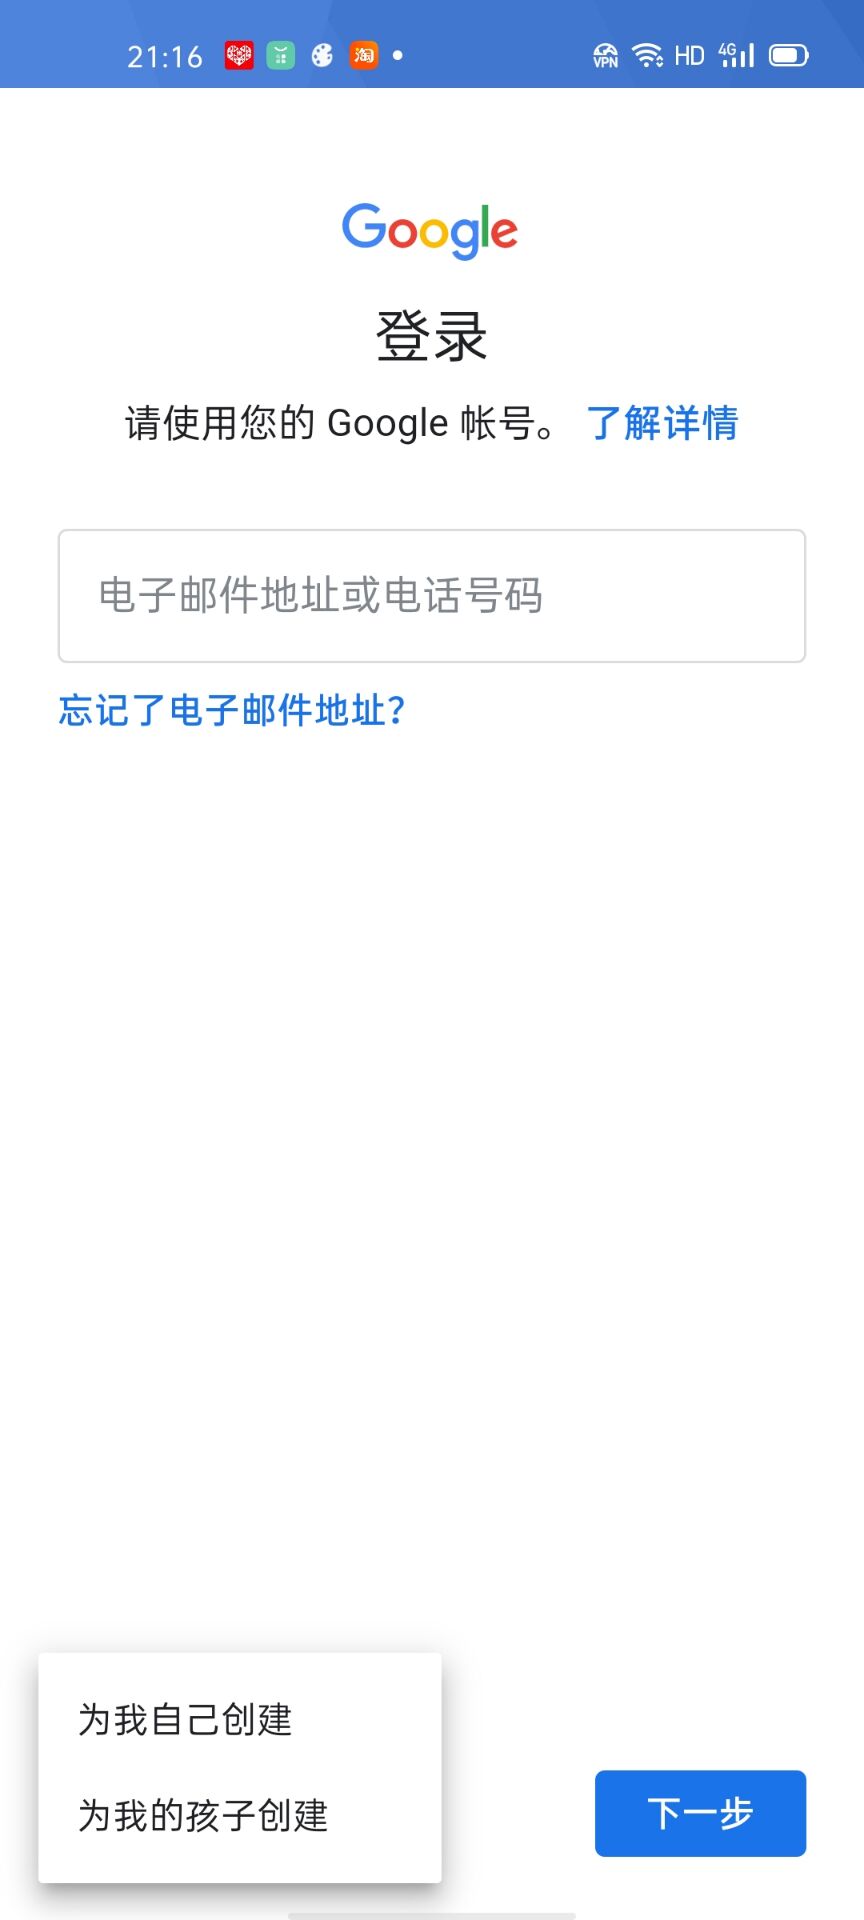 21:16 淘 VPN HD 4G
Google
登录
请使用您的 Google 帐号。 了解详情
电子邮件地址或电话号码
忘记了电子邮件地址？
为我自己创建
为我的孩子创建
下一步